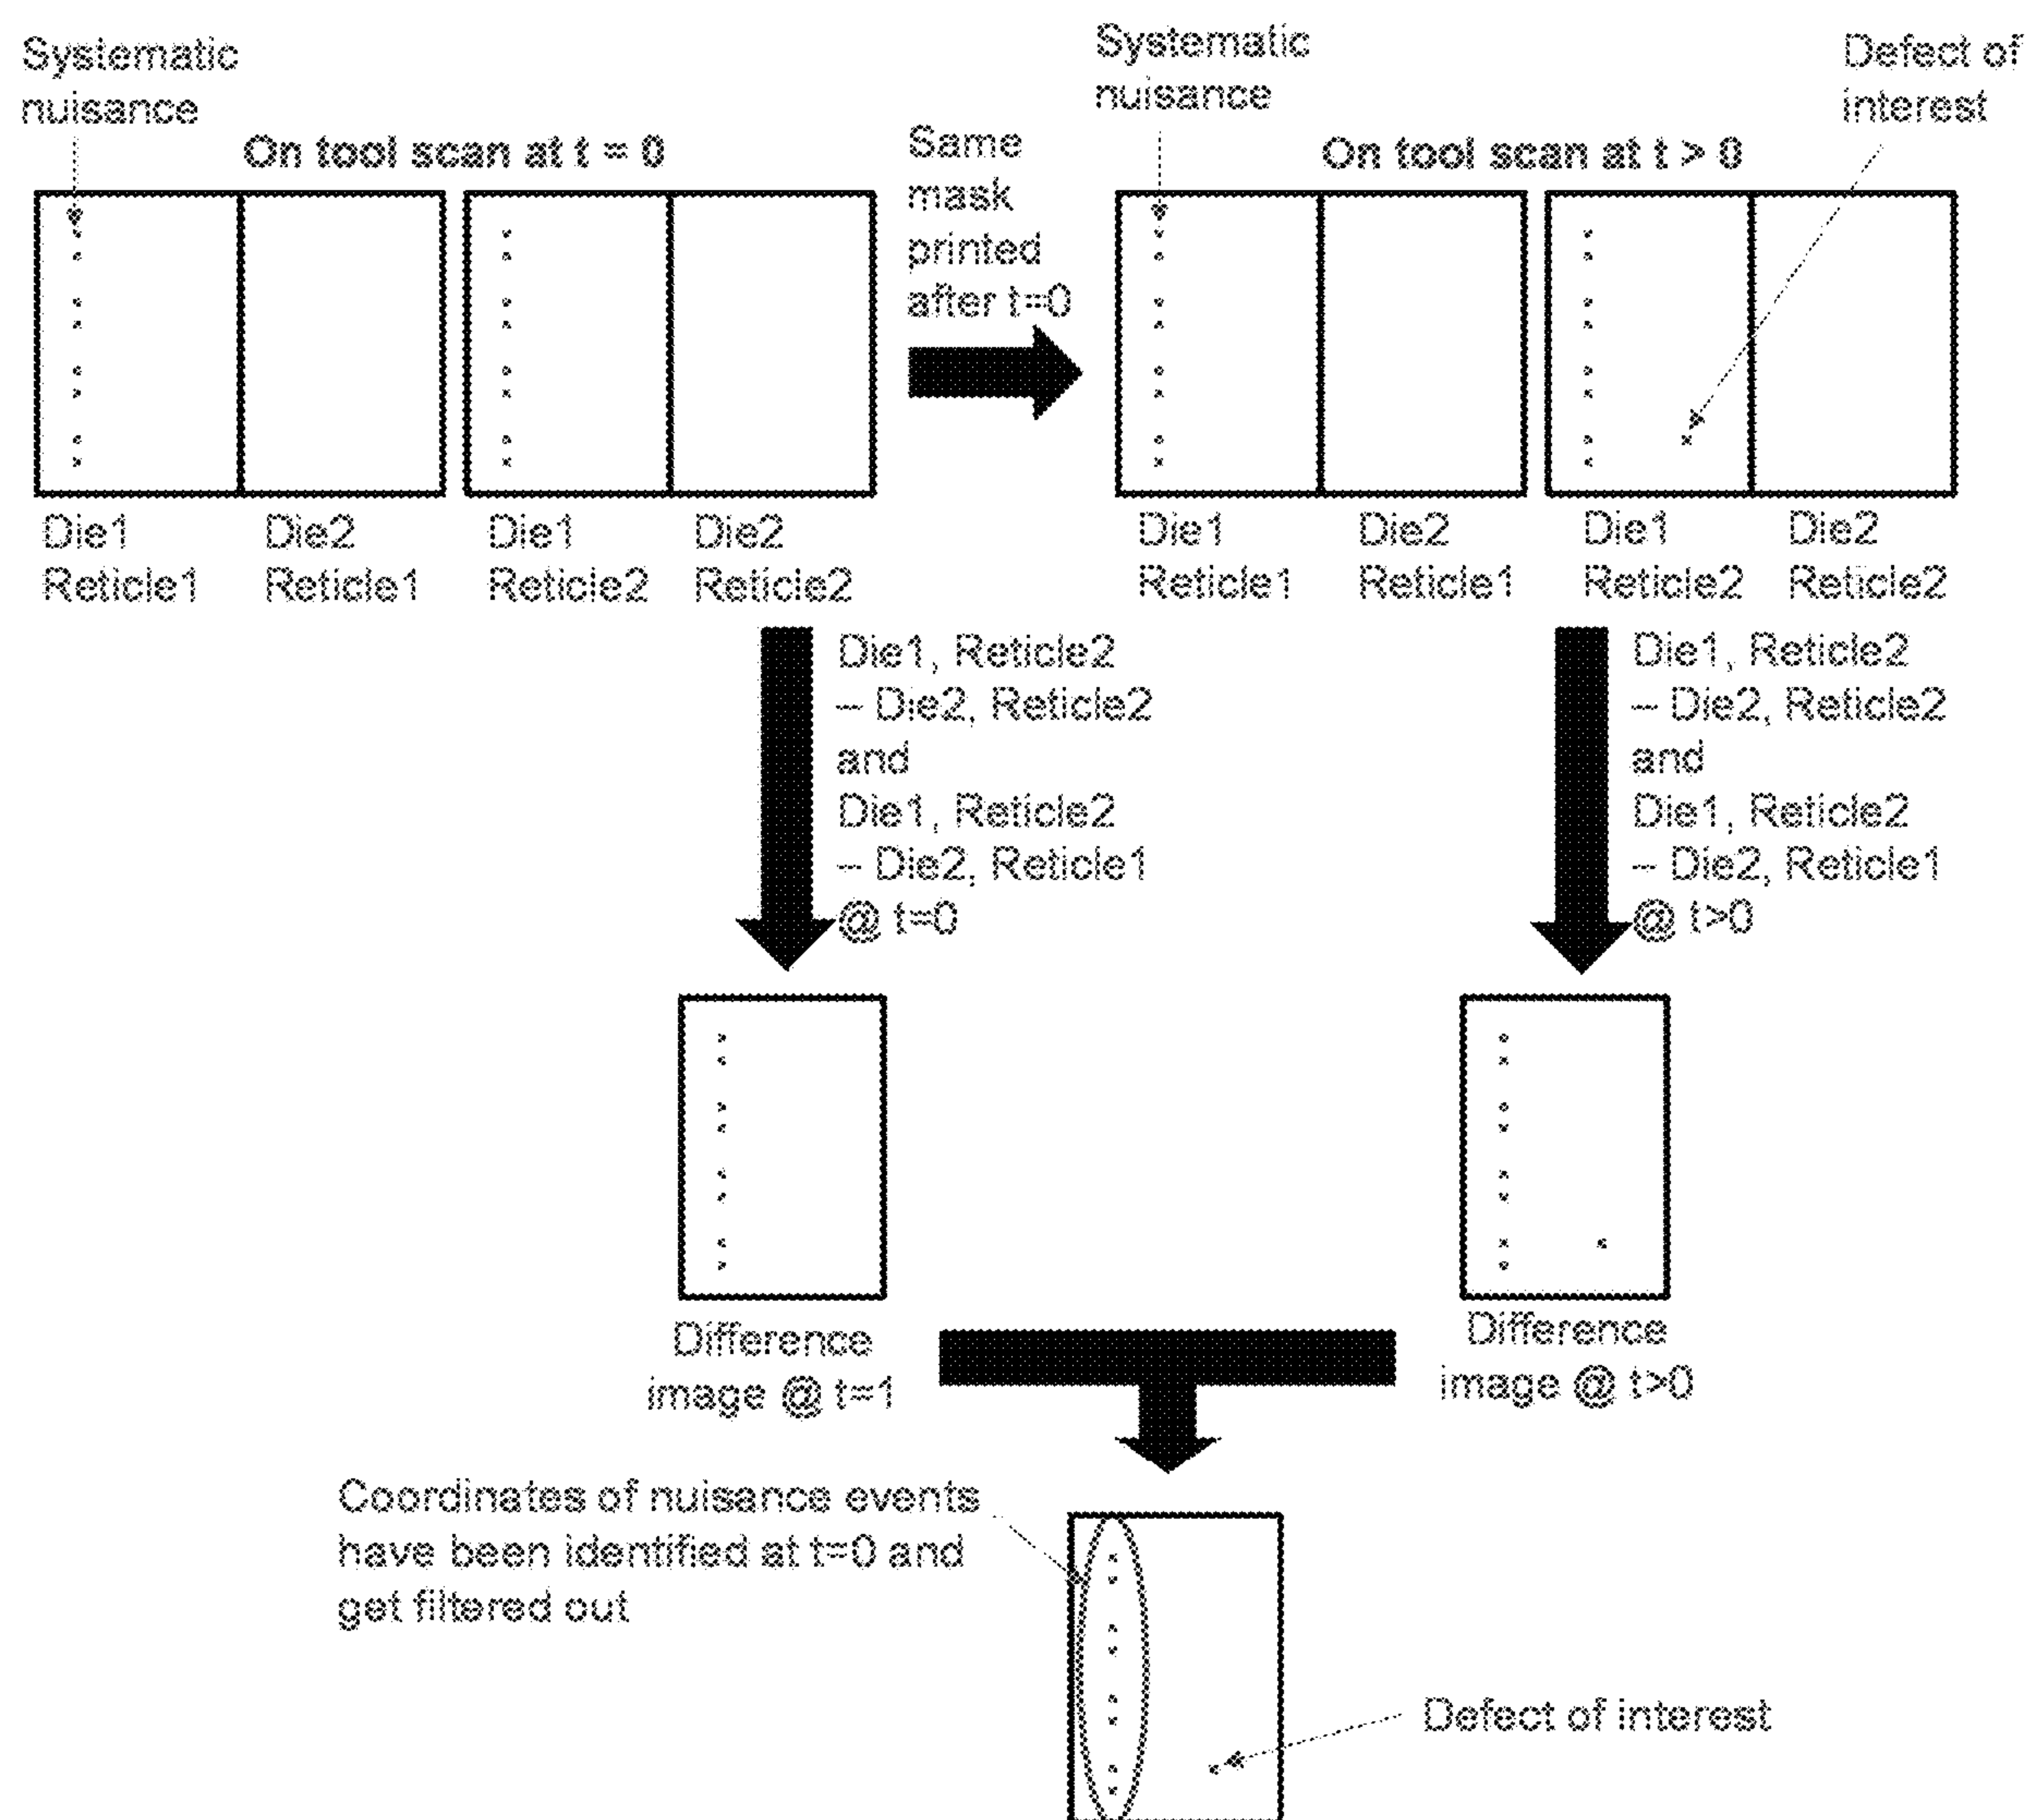 Systematic
nuisance
On tool scan at t = 0
Same
mask
printed
after t=0
Systematic
nuisance
On tool scan at t > 0
Defect of
interest
Die1
Reticle1
Die2
Reticle1
Die1
Reticle2
Die2
Reticle2
Die1
Reticle1
Die2
Reticle1
Die1
Reticle2
Die2
Reticle2
Die1, Reticle2
– Die2, Reticle2
and
Die1, Reticle2
– Die2, Reticle1
@ t=0
Die1, Reticle2
– Die2, Reticle2
and
Die1, Reticle2
– Die2, Reticle1
@ t>0
Difference
image @ t=1
Difference
image @ t>0
Coordinates of nuisance events
have been identified at t=0 and
get filtered out
Defect of interest